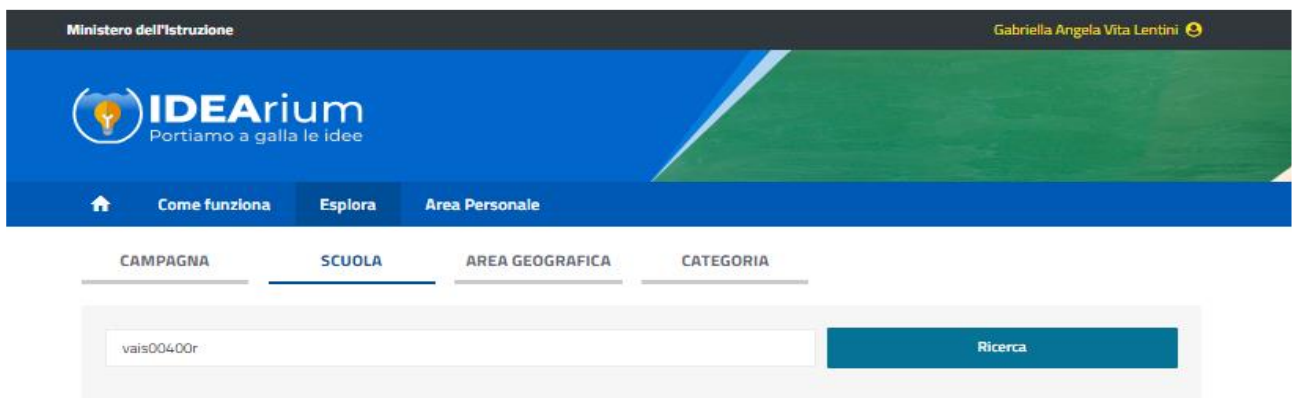 Ministero dell'Istruzione
Gabriella Angela Vita Lentini
IDEArium
Portiamo a galla le idee
Come funziona Esplora Area Personale
CAMPAGNA SCUOLA AREA GEOGRAFICA CATEGORIA
vais00400r Ricerca